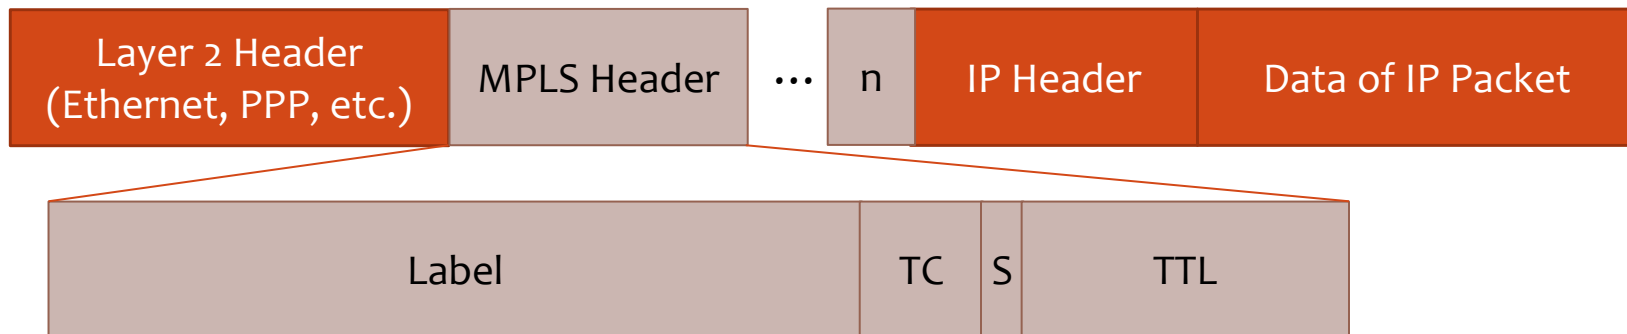 Layer 2 Header
(Ethernet, PPP, etc.)
MPLS Header
...
n
IP Header
Data of IP Packet
Label
TC
S
TTL